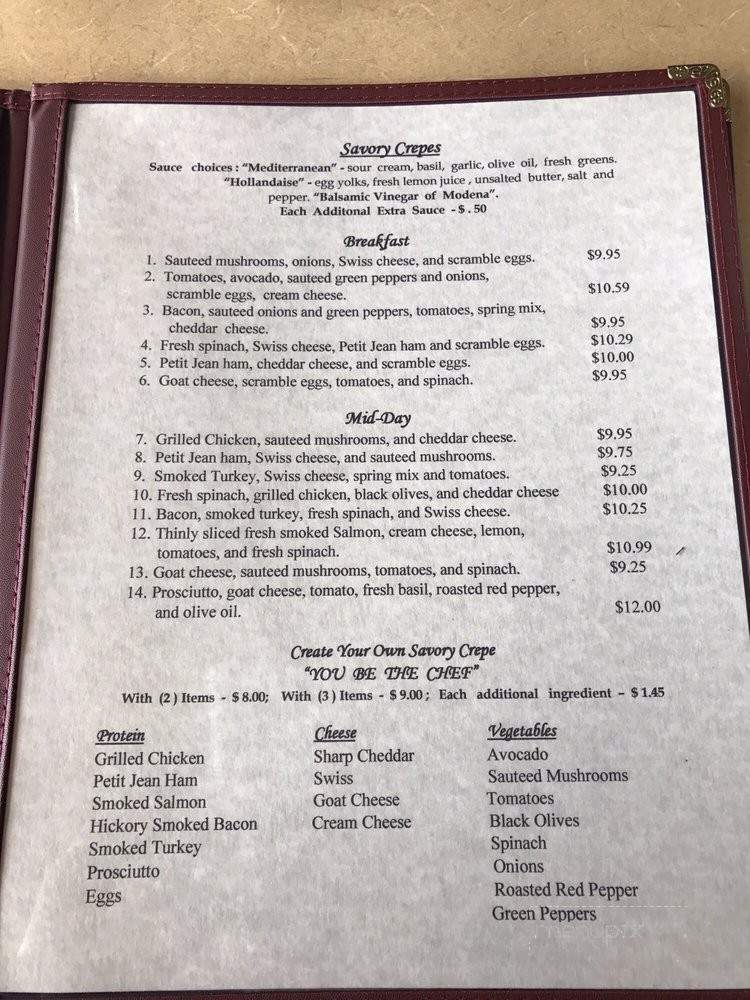 Savory Crepes
Sauce choices : "Mediterranean" - sour cream, basil, garlic, olive oil, fresh greens.
"Hollandaise" - egg yolks, fresh lemon juice , unsalted butter, salt and
pepper. "Balsamic Vinegar of Modena".
Each Additonal Extra Sauce - $ . 50
Breakfast
1. Sauteed mushrooms, onions, Swiss cheese, and scramble eggs. $9.95
2. Tomatoes, avocado, sauteed green peppers and onions,
scramble eggs, cream cheese. $10.59
3. Bacon, sauteed onions and green peppers, tomatoes, spring mix,
cheddar cheese. $9.95
4. Fresh spinach, Swiss cheese, Petit Jean ham and scramble eggs. $10.29
5. Petit Jean ham, cheddar cheese, and scramble eggs. $10.00
6. Goat cheese, scramble eggs, tomatoes, and spinach. $9.95
Mid-Day
7. Grilled Chicken, sauteed mushrooms, and cheddar cheese. $9.95
8. Petit Jean ham, Swiss cheese, and sauteed mushrooms. $9.75
9. Smoked Turkey, Swiss cheese, spring mix and tomatoes. $9.25
10. Fresh spinach, grilled chicken, black olives, and cheddar cheese $10.00
11. Bacon, smoked turkey, fresh spinach, and Swiss cheese. $10.25
12. Thinly sliced fresh smoked Salmon, cream cheese, lemon,
tomatoes, and fresh spinach. $10.99
13. Goat cheese, sauteed mushrooms, tomatoes, and spinach. $9.25
14. Prosciutto, goat cheese, tomato, fresh basil, roasted red pepper,
and olive oil. $12.00
Create Your Own Savory Crepe
"YOU BE THE CHEF"
With ( 2 ) Items - $ 8.00; With ( 3 ) Items - $ 9.00 ; Each additional ingredient – $ 1.45
Protein
Grilled Chicken
Petit Jean Ham
Smoked Salmon
Hickory Smoked Bacon
Smoked Turkey
Prosciutto
Eggs
Cheese
Sharp Cheddar
Swiss
Goat Cheese
Cream Cheese
Vegetables
Avocado
Sauteed Mushrooms
Tomatoes
Black Olives
Spinach
Onions
Roasted Red Pepper
Green Peppers